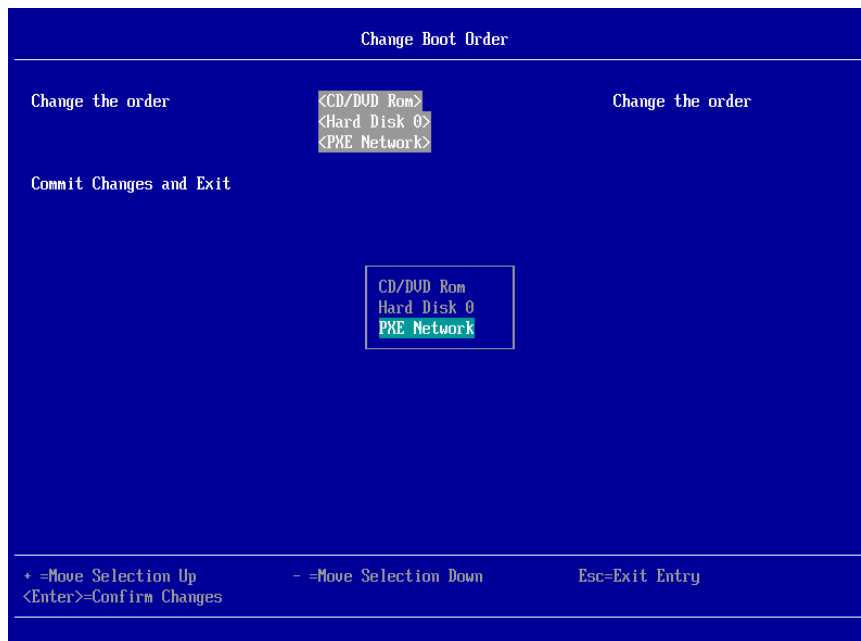 Change Boot Order
Change the order <CD/DVD Rom> Change the order
<Hard Disk 0>
<PXE Network>
Commit Changes and Exit
CD/DVD Rom
Hard Disk 0
PXE Network
+ =Move Selection Up - =Move Selection Down Esc=Exit Entry
<Enter>=Confirm Changes